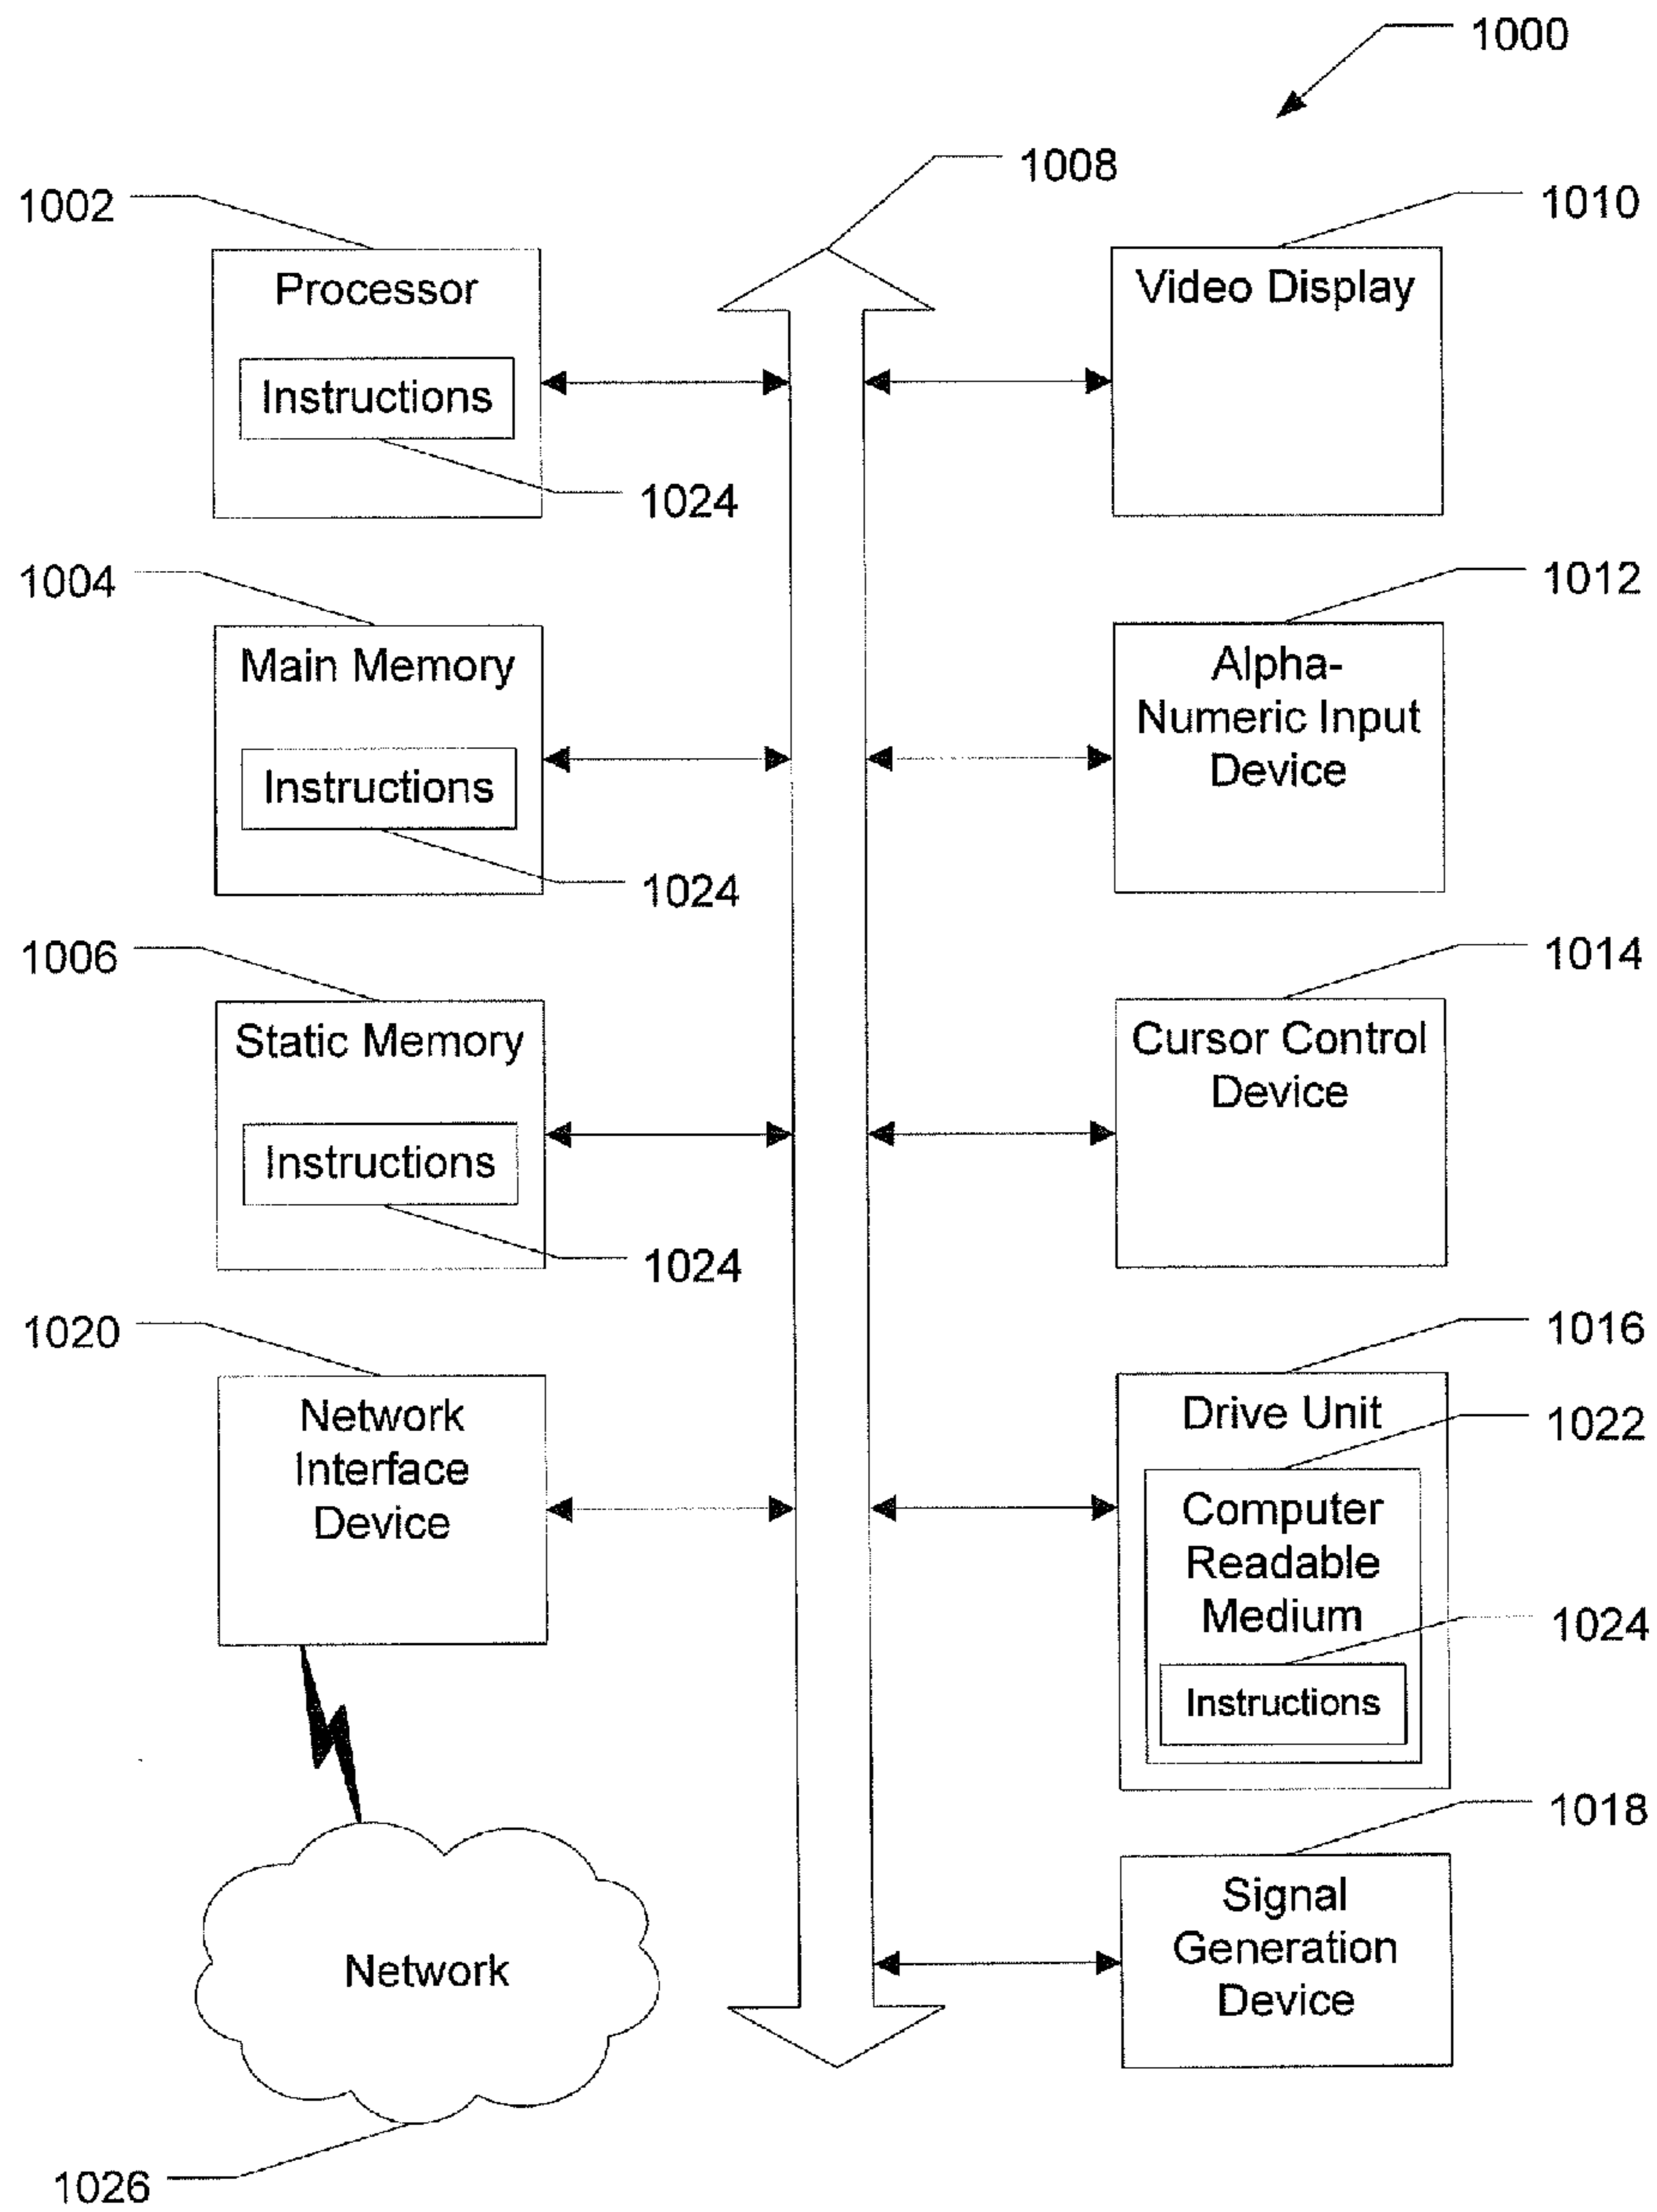 1000
1008
1002
1010
Processor
Instructions
1024
Video Display
1004
1012
Main Memory
Instructions
1024
Alpha-
Numeric Input
Device
1006
1014
Static Memory
Instructions
1024
Cursor Control
Device
1020
1016
Network
Interface
Device
Drive Unit
1022
Computer
Readable
Medium
1024
Instructions
1018
Signal
Generation
Device
Network
1026